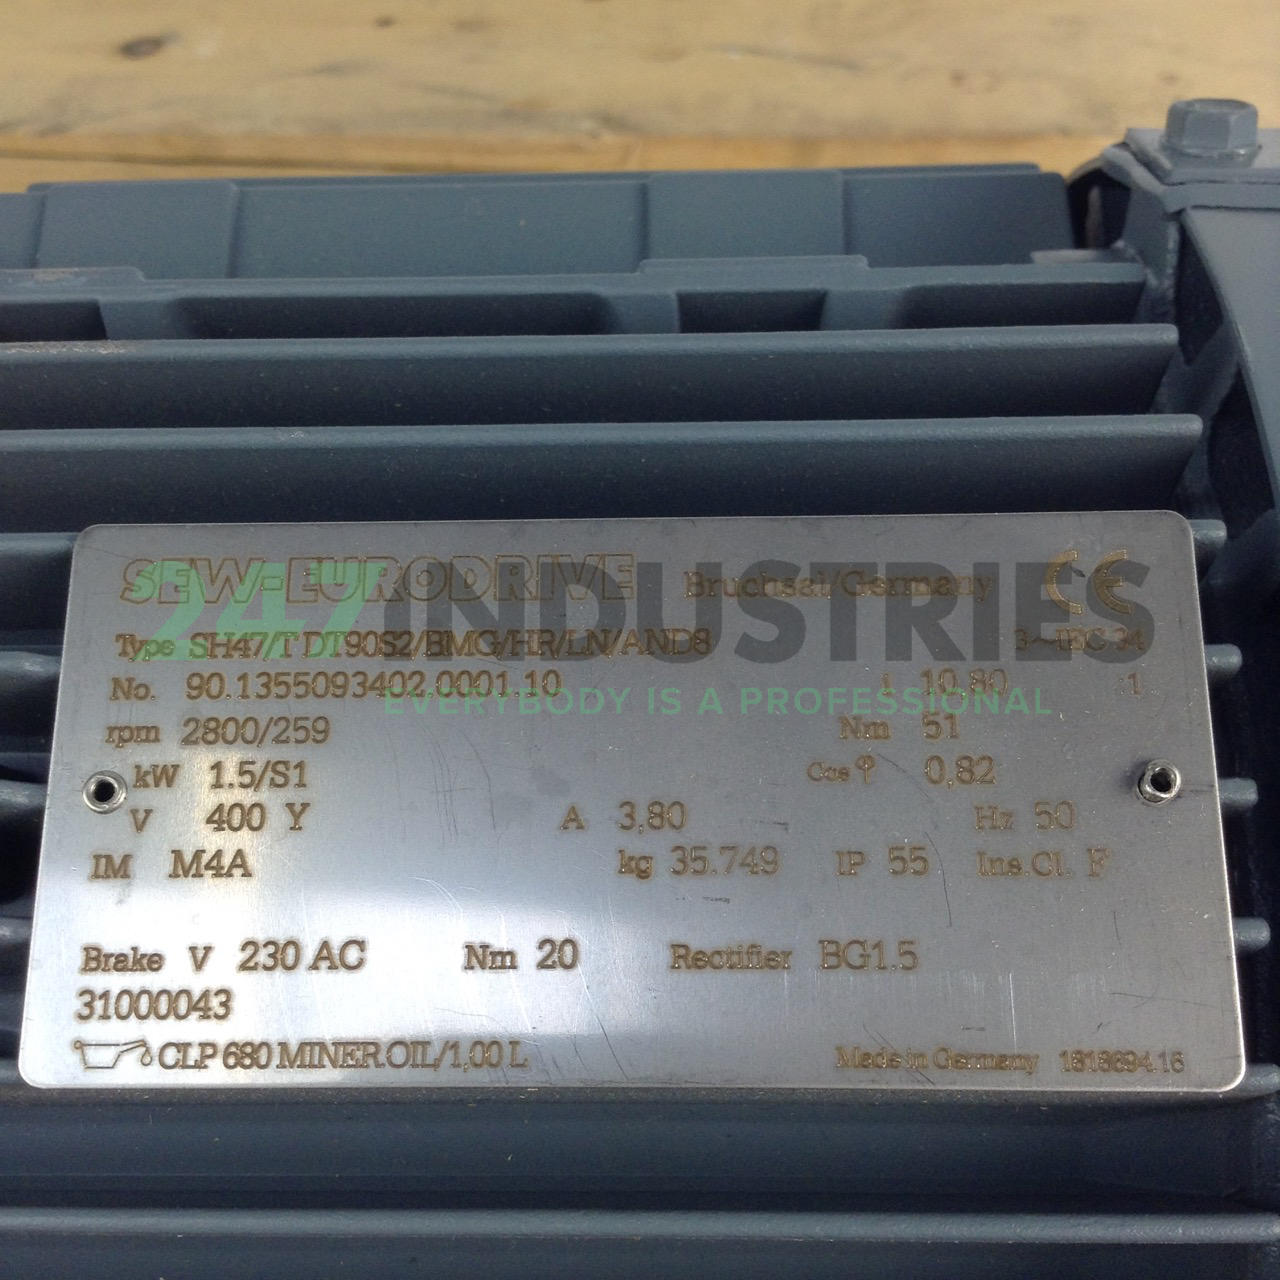 SEW-EURODRIVE Bruchsal/Germany CE
247 INDUSTRIES
Type SH47/T DT90S2/BMG/HR/LN/AND8 3~IEC 34
No. 90.1355093402.0001.10 i 10,80 :1
EVERYBODY IS A PROFESSIONAL
rpm 2800/259 Nm 51
kW 1.5/S1 Cos φ 0,82
V 400 Y A 3,80 Hz 50
IM M4A kg 35.749 IP 55 Ins.Cl. F
Brake V 230 AC Nm 20 Rectifier BG1.5
31000043
CLP 680 MINER.OIL/1,00 L Made in Germany 1818694.16